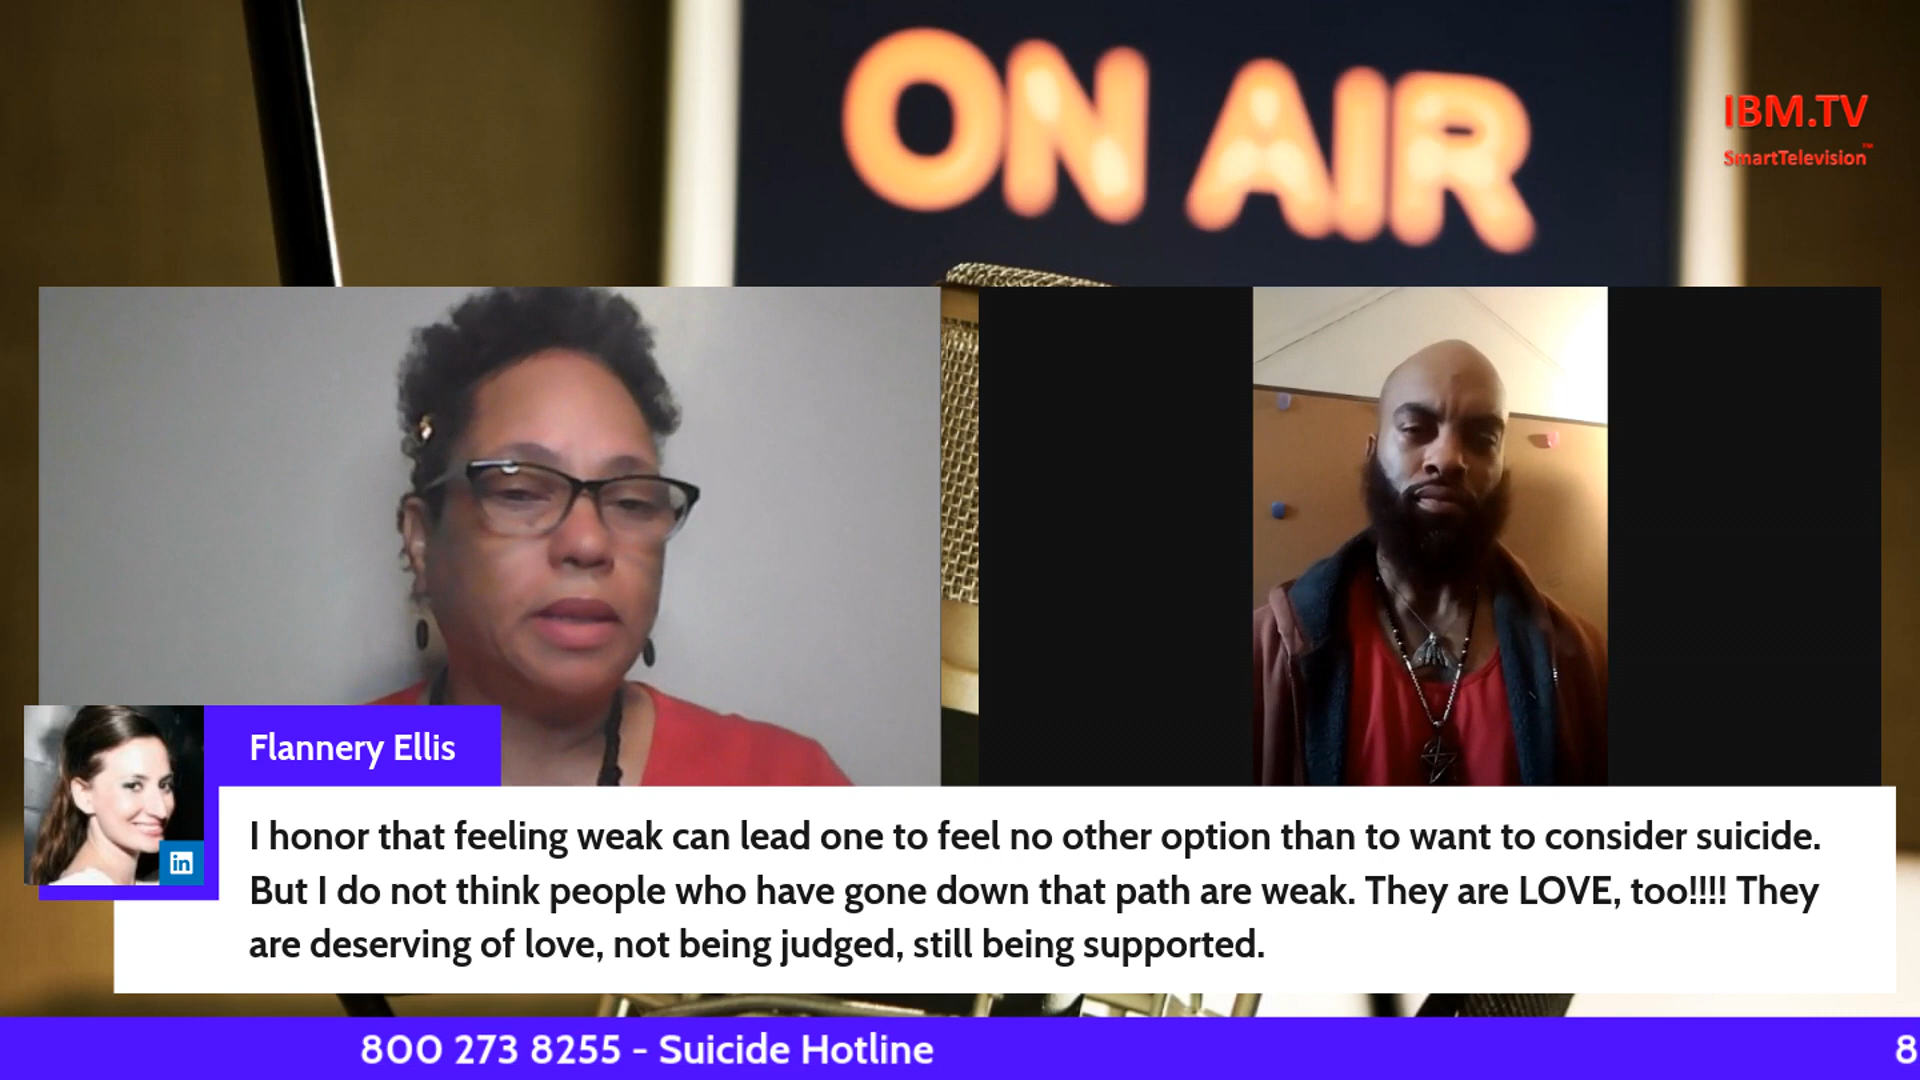 ON AIR
IBM.TV
SmartTelevision™
Flannery Ellis
in
I honor that feeling weak can lead one to feel no other option than to want to consider suicide.
But I do not think people who have gone down that path are weak. They are LOVE, too!!!! They
are deserving of love, not being judged, still being supported.
800 273 8255 - Suicide Hotline
8